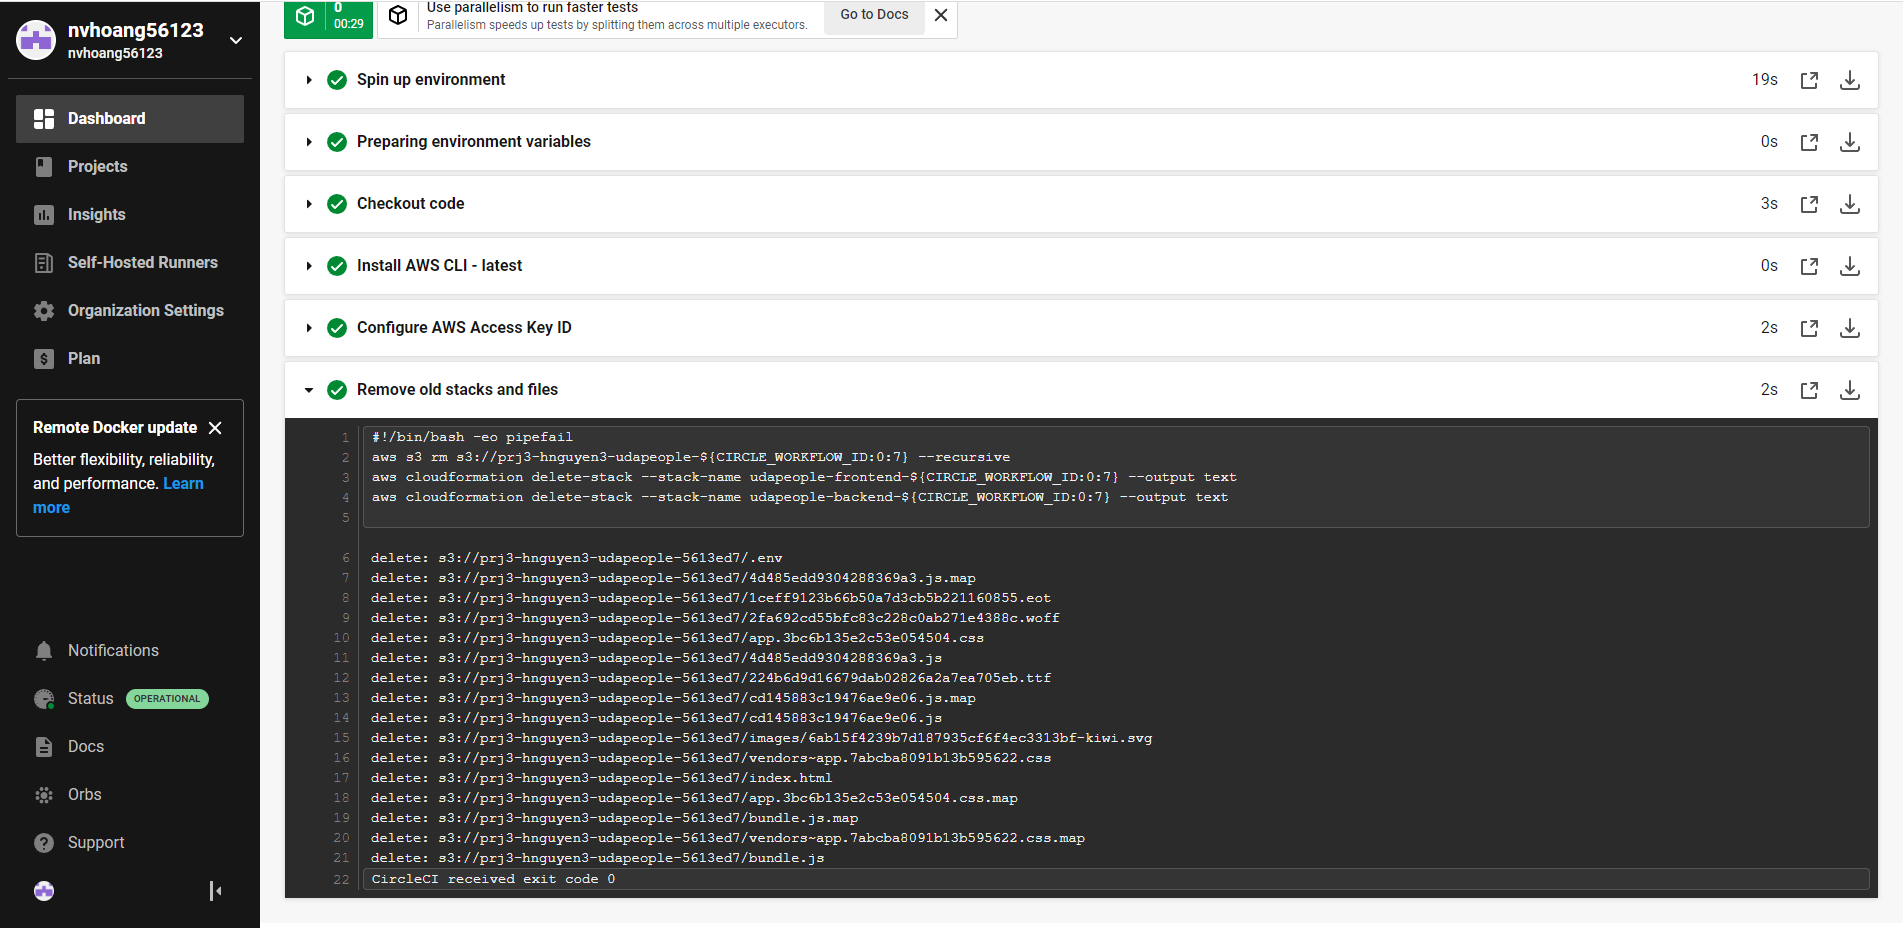 nvhoang56123
nvhoang56123
Dashboard
Projects
Insights
Self-Hosted Runners
Organization Settings
$ Plan
Remote Docker update
Better flexibility, reliability,
and performance. Learn
more
Notifications
Status OPERATIONAL
Docs
Orbs
? Support
0
00:29
Use parallelism to run faster tests
Parallelism speeds up tests by splitting them across multiple executors.
Go to Docs
Spin up environment 19s
Preparing environment variables 0s
Checkout code 3s
Install AWS CLI - latest 0s
Configure AWS Access Key ID 2s
Remove old stacks and files 2s
1 #!/bin/bash -eo pipefail
2 aws s3 rm s3://prj3-hnguyen3-udapeople-${CIRCLE_WORKFLOW_ID:0:7} --recursive
3 aws cloudformation delete-stack --stack-name udapeople-frontend-${CIRCLE_WORKFLOW_ID:0:7} --output text
4 aws cloudformation delete-stack --stack-name udapeople-backend-${CIRCLE_WORKFLOW_ID:0:7} --output text
5
6 delete: s3://prj3-hnguyen3-udapeople-5613ed7/.env
7 delete: s3://prj3-hnguyen3-udapeople-5613ed7/4d485edd9304288369a3.js.map
8 delete: s3://prj3-hnguyen3-udapeople-5613ed7/1ceff9123b66b50a7d3cb5b221160855.eot
9 delete: s3://prj3-hnguyen3-udapeople-5613ed7/2fa692cd55bfc83c228c0ab271e4388c.woff
10 delete: s3://prj3-hnguyen3-udapeople-5613ed7/app.3bc6b135e2c53e054504.css
11 delete: s3://prj3-hnguyen3-udapeople-5613ed7/4d485edd9304288369a3.js
12 delete: s3://prj3-hnguyen3-udapeople-5613ed7/224b6d9d16679dab02826a2a7ea705eb.ttf
13 delete: s3://prj3-hnguyen3-udapeople-5613ed7/cd145883c19476ae9e06.js.map
14 delete: s3://prj3-hnguyen3-udapeople-5613ed7/cd145883c19476ae9e06.js
15 delete: s3://prj3-hnguyen3-udapeople-5613ed7/images/6ab15f4239b7d187935cf6f4ec3313bf-kiwi.svg
16 delete: s3://prj3-hnguyen3-udapeople-5613ed7/vendors~app.7abcba8091b13b595622.css
17 delete: s3://prj3-hnguyen3-udapeople-5613ed7/index.html
18 delete: s3://prj3-hnguyen3-udapeople-5613ed7/app.3bc6b135e2c53e054504.css.map
19 delete: s3://prj3-hnguyen3-udapeople-5613ed7/bundle.js.map
20 delete: s3://prj3-hnguyen3-udapeople-5613ed7/vendors~app.7abcba8091b13b595622.css.map
21 delete: s3://prj3-hnguyen3-udapeople-5613ed7/bundle.js
22 CircleCI received exit code 0